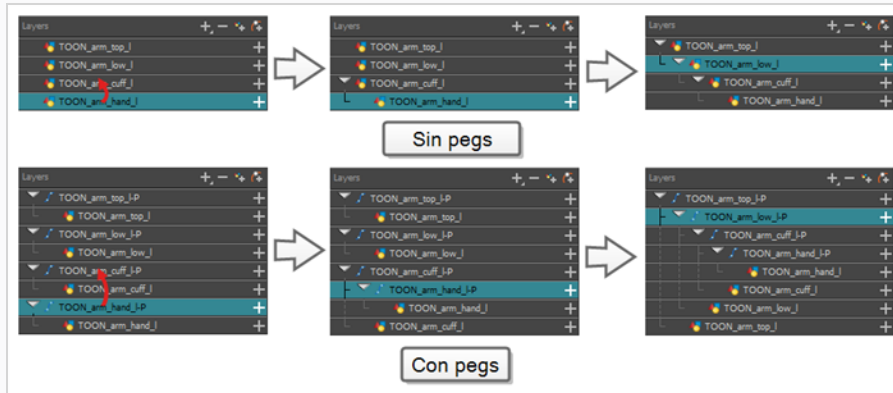 Layers
TOON_arm_top_l
TOON_arm_low_l
TOON_arm_cuff_l
TOON_arm_hand_l
Layers
TOON_arm_top_l
TOON_arm_low_l
TOON_arm_cuff_l
TOON_arm_hand_l
Layers
TOON_arm_top_l
TOON_arm_low_l
TOON_arm_cuff_l
TOON_arm_hand_l
Sin pegs
Layers
TOON_arm_top_l-P
TOON_arm_top_l
TOON_arm_low_l-P
TOON_arm_low_l
TOON_arm_cuff_l-P
TOON_arm_cuff_l
TOON_arm_hand_l-P
TOON_arm_hand_l
Layers
TOON_arm_top_l-P
TOON_arm_top_l
TOON_arm_low_l-P
TOON_arm_low_l
TOON_arm_cuff_l-P
TOON_arm_hand_l-P
TOON_arm_hand_l
TOON_arm_cuff_l
Layers
TOON_arm_top_l-P
TOON_arm_low_l-P
TOON_arm_cuff_l-P
TOON_arm_hand_l-P
TOON_arm_hand_l
TOON_arm_cuff_l
TOON_arm_low_l
TOON_arm_top_l
Con pegs